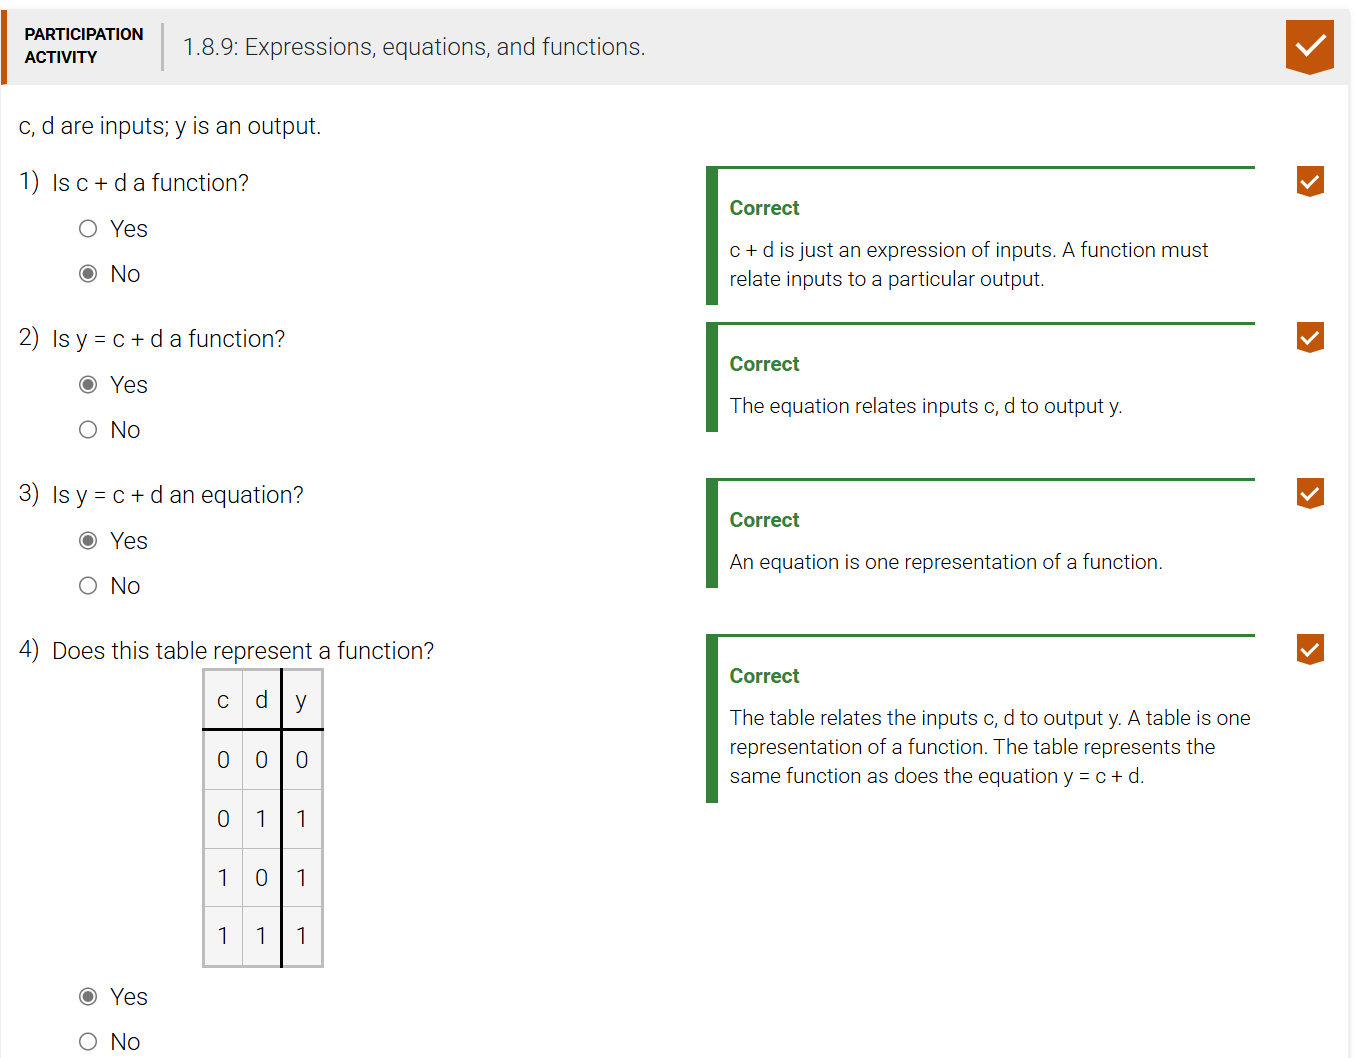 PARTICIPATION
ACTIVITY
1.8.9: Expressions, equations, and functions.
c, d are inputs; y is an output.
1) Is c + d a function?
Yes
No
Correct
c + d is just an expression of inputs. A function must
relate inputs to a particular output.
2) Is y = c + d a function?
Yes
No
Correct
The equation relates inputs c, d to output y.
3) Is y = c + d an equation?
Yes
No
Correct
An equation is one representation of a function.
4) Does this table represent a function?
c d y
0 0 0
0 1 1
1 0 1
1 1 1
Yes
No
Correct
The table relates the inputs c, d to output y. A table is one
representation of a function. The table represents the
same function as does the equation y = c + d.